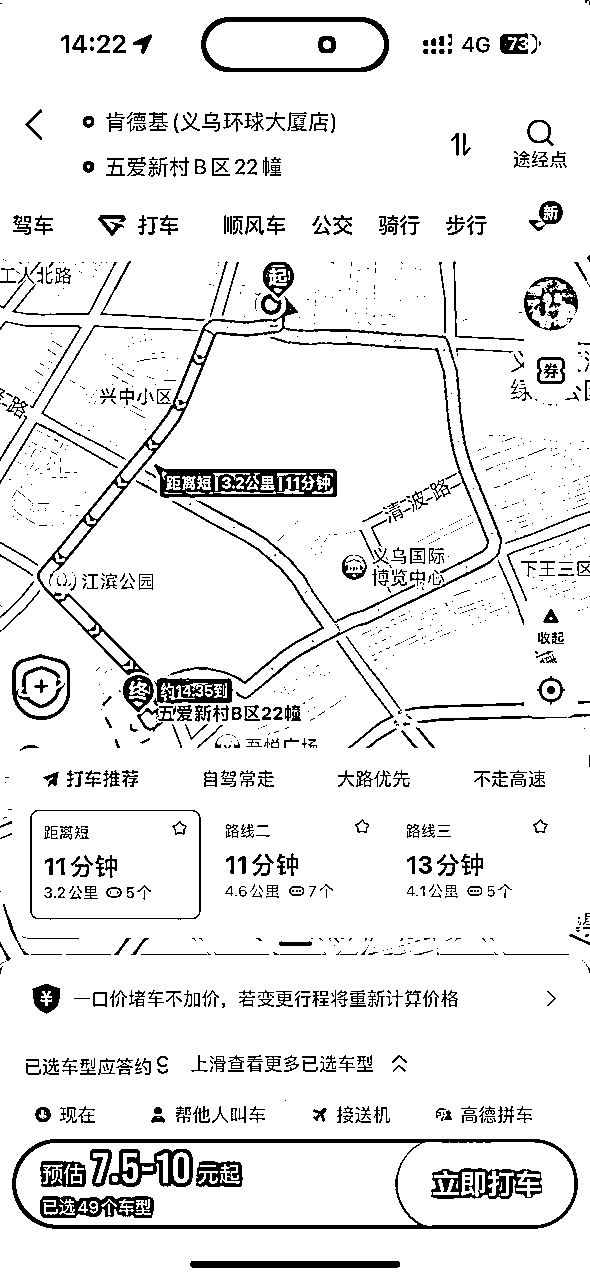 14:22 4G 73
肯德基(义乌环球大厦店)
五爱新村B区22幢
途经点
驾车 打车 顺风车 公交 骑行 步行 新
工人北路
起
券
兴中小区
距离短 3.2公里 11分钟
清波路
义乌国际
博览中心
江滨公园
下王三区
收起
终 约14:35到
五爱新村B区22幢
吾悦广场
打车推荐 自驾常走 大路优先 不走高速
距离短 路线二 路线三
11分钟 11分钟 13分钟
3.2公里 5个 4.6公里 7个 4.1公里 5个
一口价堵车不加价，若变更行程将重新计算价格
已选车型应答约9 上滑查看更多已选车型
现在 帮他人叫车 接送机 高德拼车
预估7.5-10元起
已选49个车型
立即打车